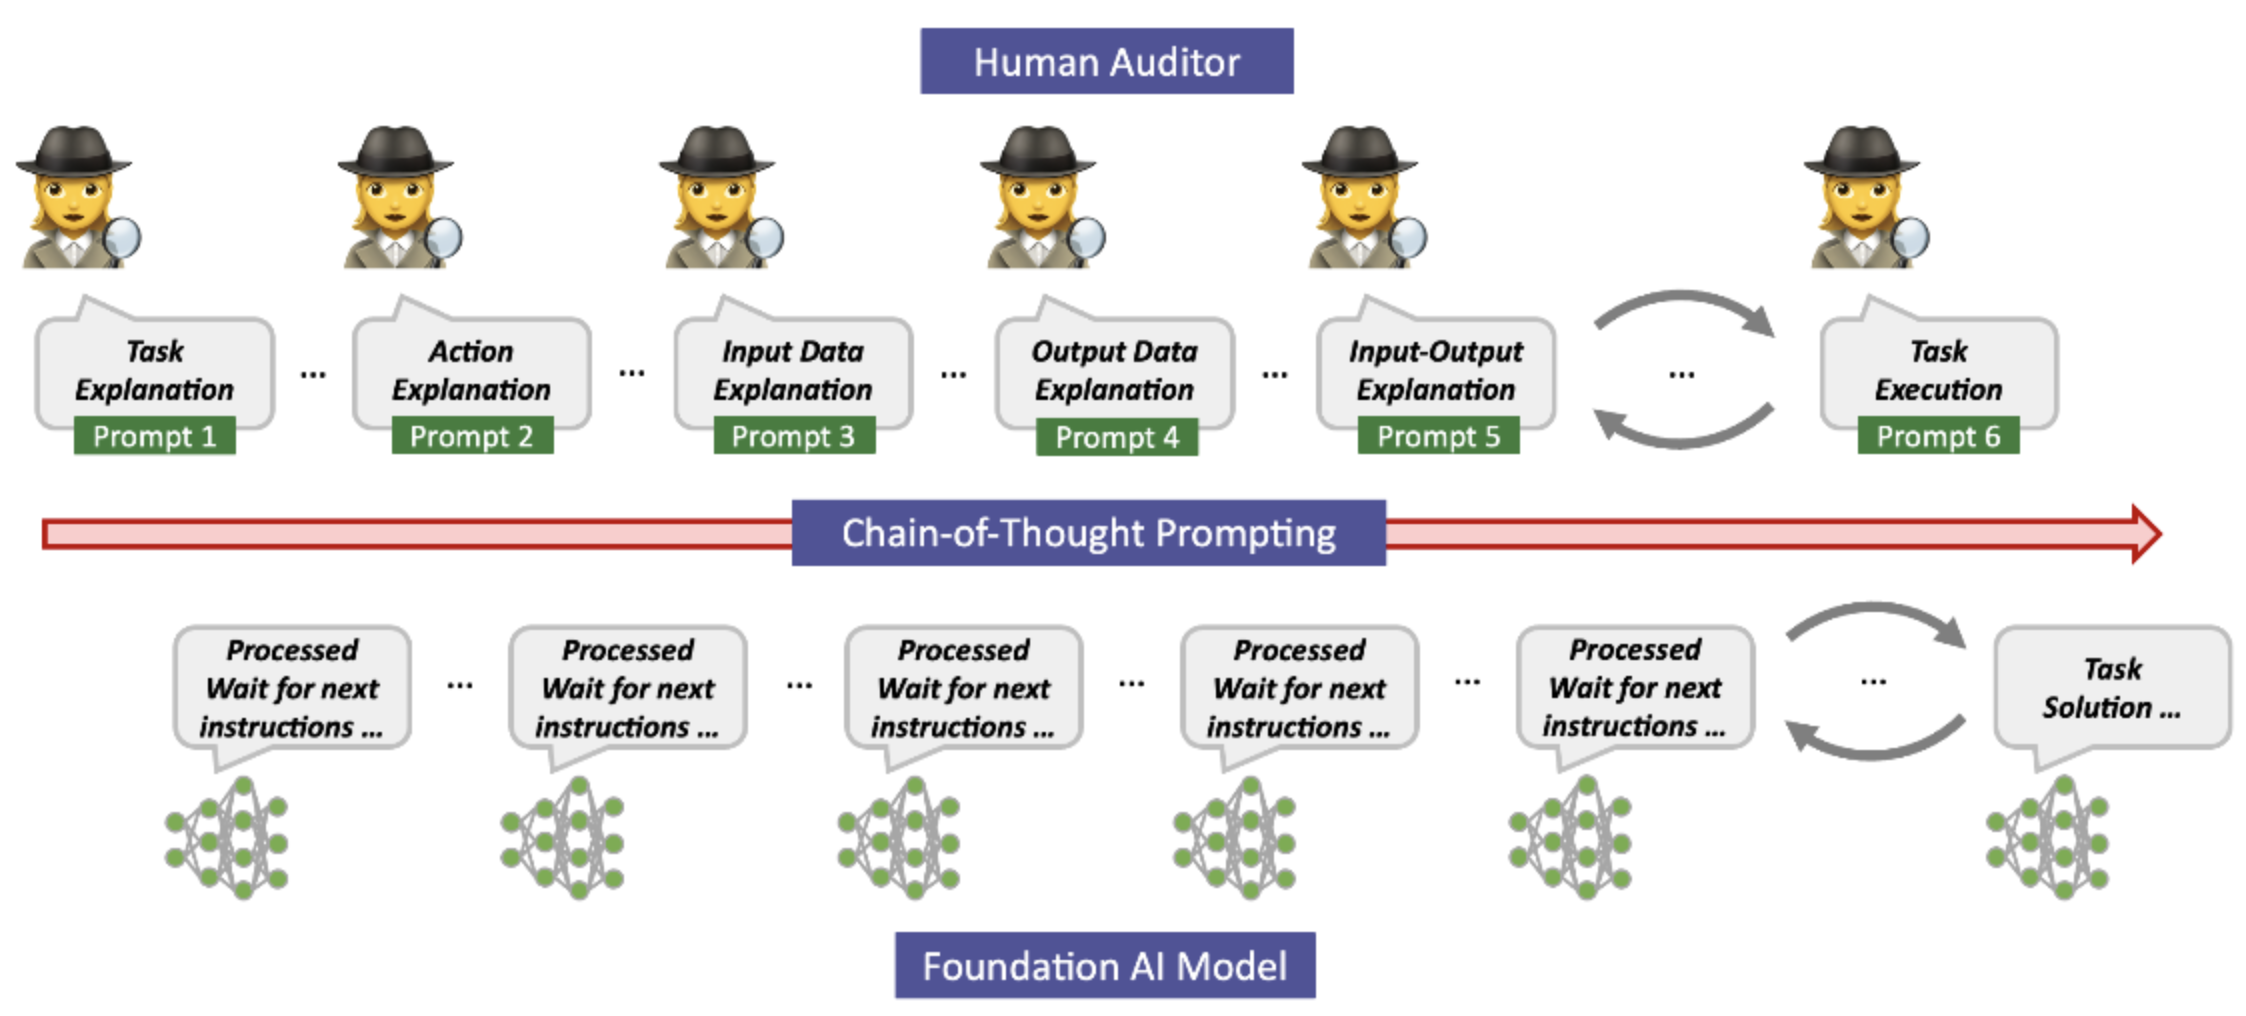 Human Auditor
Task
Explanation
Prompt 1
...
Action
Explanation
Prompt 2
...
Input Data
Explanation
Prompt 3
...
Output Data
Explanation
Prompt 4
...
Input-Output
Explanation
Prompt 5
...
Task
Execution
Prompt 6
Chain-of-Thought Prompting
Processed
Wait for next
instructions ...
...
Processed
Wait for next
instructions ...
...
Processed
Wait for next
instructions ...
...
Processed
Wait for next
instructions ...
...
Processed
Wait for next
instructions ...
...
Task
Solution ...
Foundation AI Model